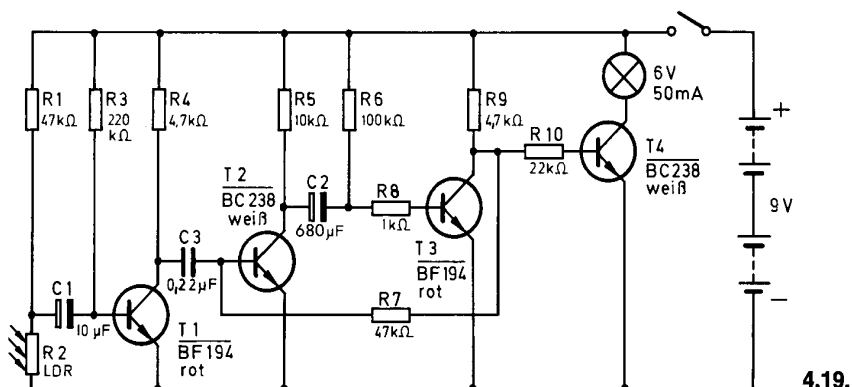 R1
47kΩ
R3
220
kΩ
R4
4,7kΩ
R5
10kΩ
R6
100kΩ
R9
4,7kΩ
6V
50mA
+
R10
22kΩ
T4
BC238
weiß
9V
−
T2
BC238
weiß
C2
680µF
R8
1kΩ
T3
BF194
rot
C3
0,22µF
R7
47kΩ
C1
10µF
T1
BF194
rot
R2
LDR
4.19.